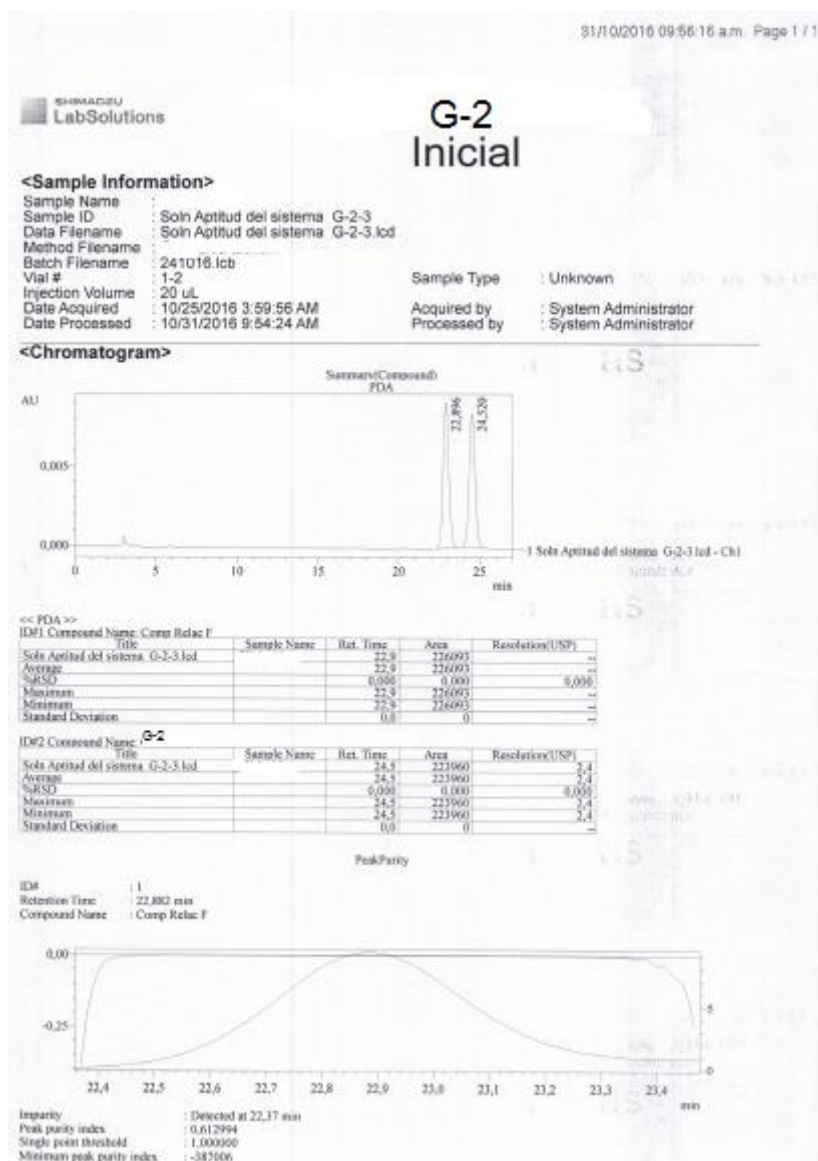 31/10/2016 09:56:16 a.m. Page 1 / 1
SHIMADZU
LabSolutions
G-2
Inicial
<Sample Information>
Sample Name :
Sample ID : Soln Aptitud del sistema G-2-3
Data Filename : Soln Aptitud del sistema G-2-3.lcd
Method Filename :
Batch Filename : 241016.lcb
Vial # : 1-2 Sample Type : Unknown
Injection Volume : 20 uL
Date Acquired : 10/25/2016 3:59:56 AM Acquired by : System Administrator
Date Processed : 10/31/2016 9:54:24 AM Processed by : System Administrator
<Chromatogram>
Summary(Compound)
PDA
AU
22,896
24,520
0,005
0,000
1 Soln Aptitud del sistema G-2-3.lcd - Ch1
0 5 10 15 20 25
min
<< PDA >>
ID#1 Compound Name: Comp Relac F
Title Sample Name Ret. Time Area Resolution(USP)
Soln Aptitud del sistema G-2-3.lcd 22,9 226093 --
Average 22,9 226093 --
%RSD 0,000 0,000 0,000
Maximum 22,9 226093 --
Minimum 22,9 226093 --
Standard Deviation 0,0 0 --
ID#2 Compound Name: G-2
Title Sample Name Ret. Time Area Resolution(USP)
Soln Aptitud del sistema G-2-3.lcd 24,5 223960 2,4
Average 24,5 223960 2,4
%RSD 0,000 0,000 0,000
Maximum 24,5 223960 2,4
Minimum 24,5 223960 2,4
Standard Deviation 0,0 0 --
PeakPurity
ID# : 1
Retention Time : 22,882 min
Compound Name : Comp Relac F
0,00
-0,25
5
0
22,4 22,5 22,6 22,7 22,8 22,9 23,0 23,1 23,2 23,3 23,4
min
Impurity : Detected at 22,37 min
Peak purity index : 0,612994
Single point threshold : 1,000000
Minimum peak purity index : -387006